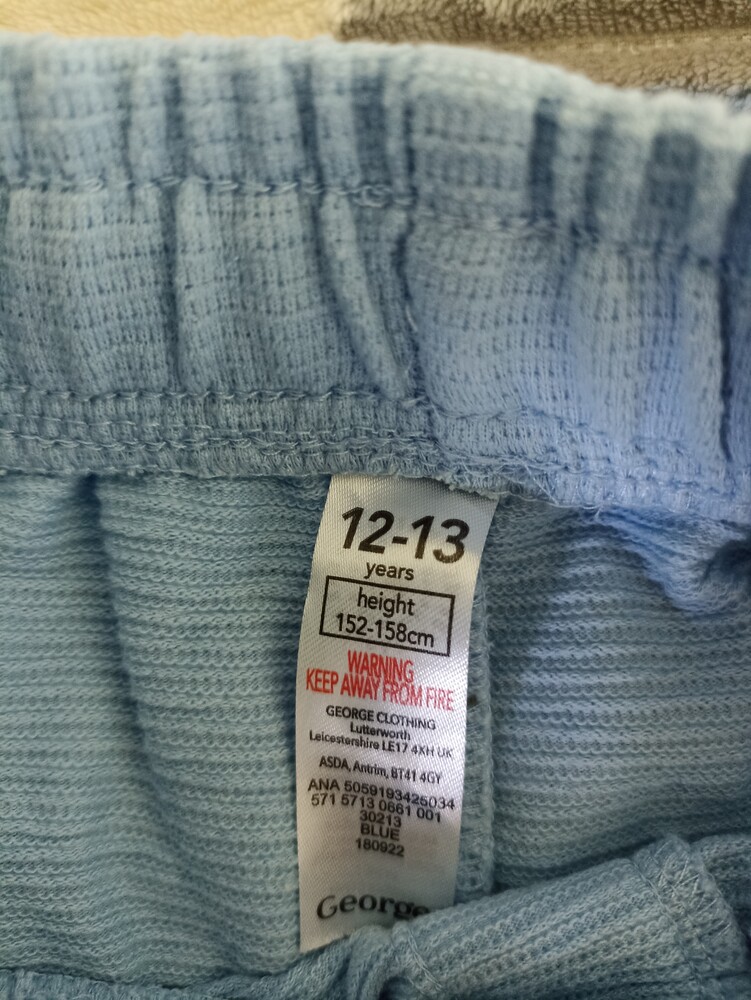 12-13
years
height
152-158cm
WARNING
KEEP AWAY FROM FIRE
GEORGE CLOTHING
Lutterworth
Leicestershire LE17 4XH UK
ASDA, Antrim, BT41 4GY
ANA 5059193425034
571 5713 0661 001
30213
BLUE
180922
George